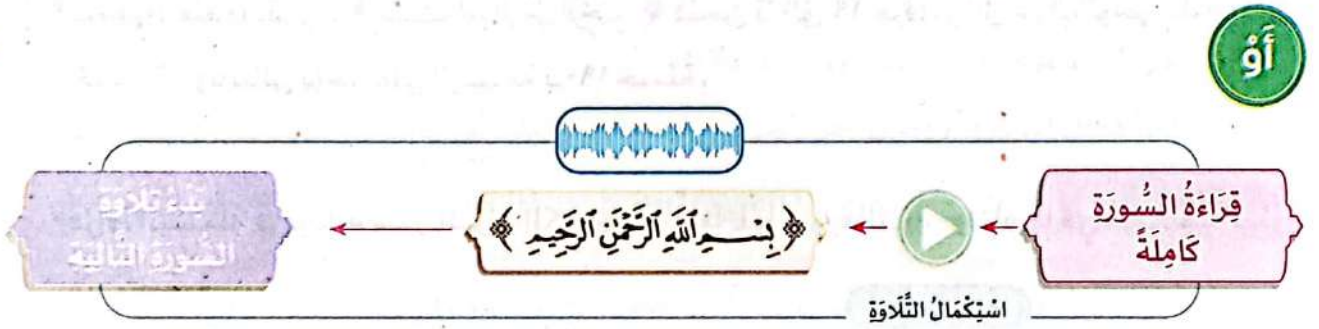 أَوْ
قِرَاءَةُ السُّورَةِ
كَامِلَةً
﴿ بِسْمِ ٱللَّهِ ٱلرَّحْمَٰنِ ٱلرَّحِيمِ ﴾
بَدْءُ تِلَاوَةِ
السُّورَةِ التَّالِيَةِ
اسْتِكْمَالُ التِّلَاوَةِ